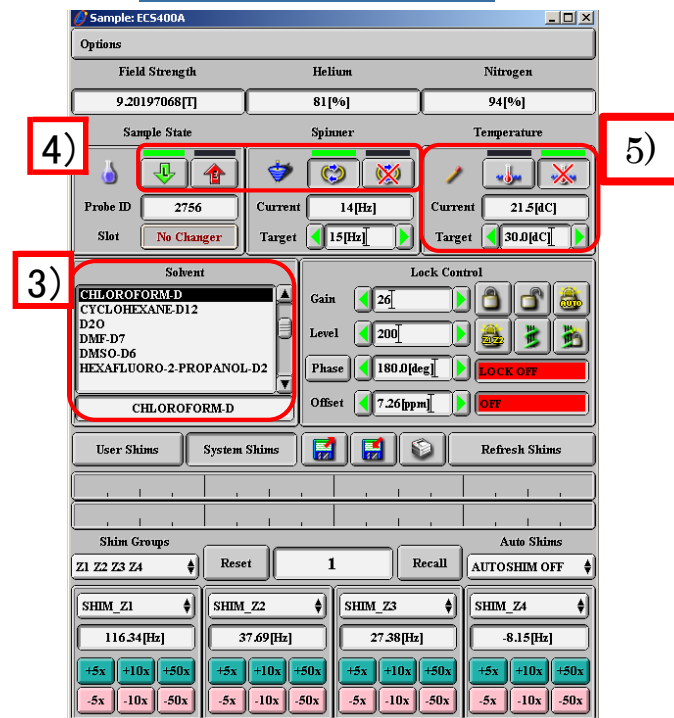 Sample: ECS400A
Options
Field Strength Helium Nitrogen
9.20197068[T] 81[%] 94[%]
Sample State Spinner Temperature
4) 5)
L E
Probe ID 2756 Current 14[Hz] Current 21.5[dC]
Slot No Changer Target 15[Hz] Target 30.0[dC]
3)
Solvent Lock Control
CHLOROFORM-D
CYCLOHEXANE-D12
D2O
DMF-D7
DMSO-D6
HEXAFLUORO-2-PROPANOL-D2
CHLOROFORM-D
Gain 26 AUTO
Level 200 Z1Z2
Phase 180.0[deg] LOCK OFF
Offset 7.26[ppm] OFF
User Shims System Shims Refresh Shims
Shim Groups Auto Shims
Z1 Z2 Z3 Z4 Reset 1 Recall AUTOSHIM OFF
SHIM_Z1 SHIM_Z2 SHIM_Z3 SHIM_Z4
116.34[Hz] 37.69[Hz] 27.38[Hz] -8.15[Hz]
+5x +10x +50x +5x +10x +50x +5x +10x +50x +5x +10x +50x
-5x -10x -50x -5x -10x -50x -5x -10x -50x -5x -10x -50x